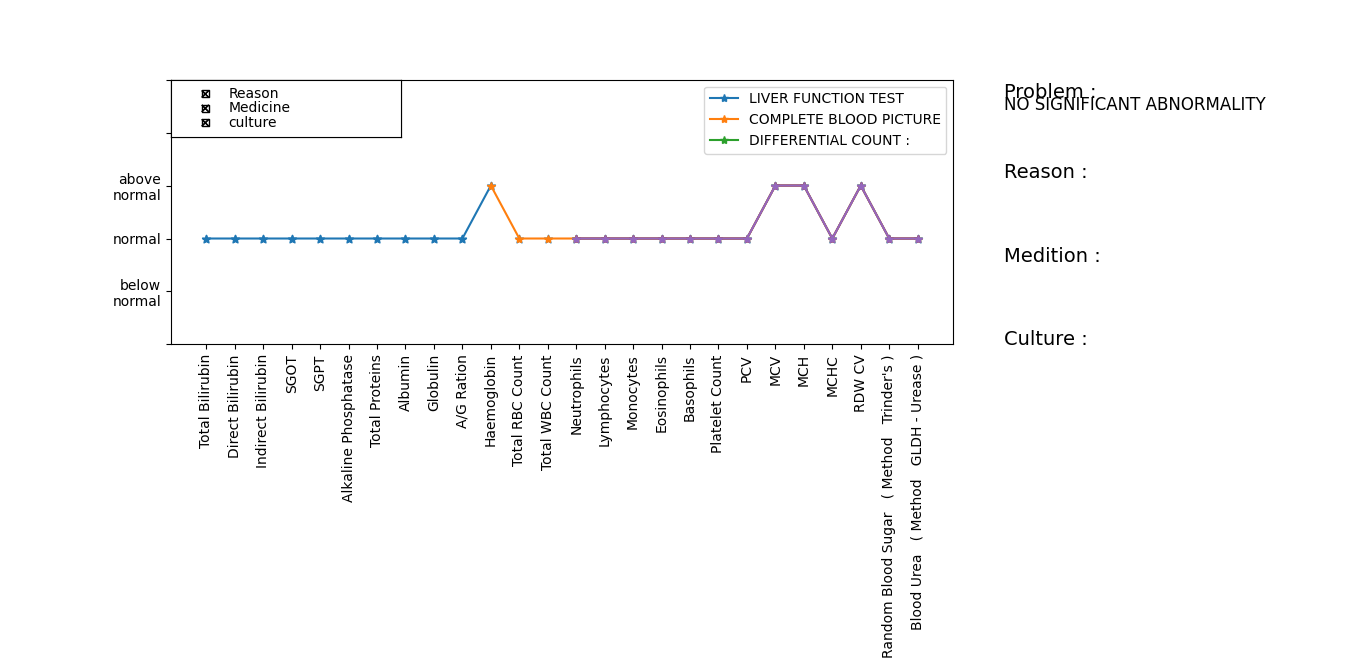 Reason
Medicine
culture
LIVER FUNCTION TEST
COMPLETE BLOOD PICTURE
DIFFERENTIAL COUNT :
above
normal
normal
below
normal
Total Bilirubin
Direct Bilirubin
Indirect Bilirubin
SGOT
SGPT
Alkaline Phosphatase
Total Proteins
Albumin
Globulin
A/G Ration
Haemoglobin
Total RBC Count
Total WBC Count
Neutrophils
Lymphocytes
Monocytes
Eosinophils
Basophils
Platelet Count
PCV
MCV
MCH
MCHC
RDW CV
Random Blood Sugar ( Method Trinder's )
Blood Urea ( Method GLDH - Urease )
Problem :
NO SIGNIFICANT ABNORMALITY
Reason :
Medition :
Culture :